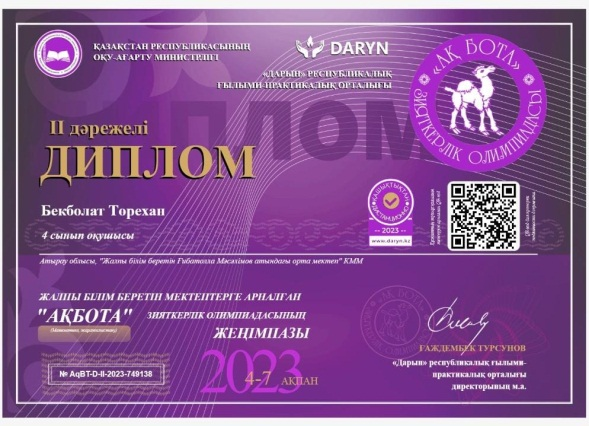 ҚАЗАҚСТАН РЕСПУБЛИКАСЫНЫҢ
ОҚУ-АҒАРТУ МИНИСТРЛІГІ
DARYN
«ДАРЫН» РЕСПУБЛИКАЛЫҚ
ҒЫЛЫМИ-ПРАКТИКАЛЫҚ ОРТАЛЫҒЫ
«АҚ БОТА»
ЗИЯТКЕРЛІК ОЛИМПИАДАСЫ
II дәрежелі
ДИПЛОМ
Бекболат Торехан
4 сынып оқушысы
2023
www.daryn.kz
Атырау облысы, "Жалпы білім беретін Ғибатолла Мәсәлімов атындағы орта мектеп" КММ
ЖАЛПЫ БІЛІМ БЕРЕТІН МЕКТЕПТЕРГЕ АРНАЛҒАН
"АҚБОТА" ЗИЯТКЕРЛІК ОЛИМПИАДАСЫНЫҢ
ЖЕҢІМПАЗЫ
2023
4-7 АҚПАН
№ AqBT-D-II-2023-749138
ҒАЖДЕМБЕК ТУРСУНОВ
«Дарын» республикалық ғылыми-
практикалық орталығы
директорының м.а.